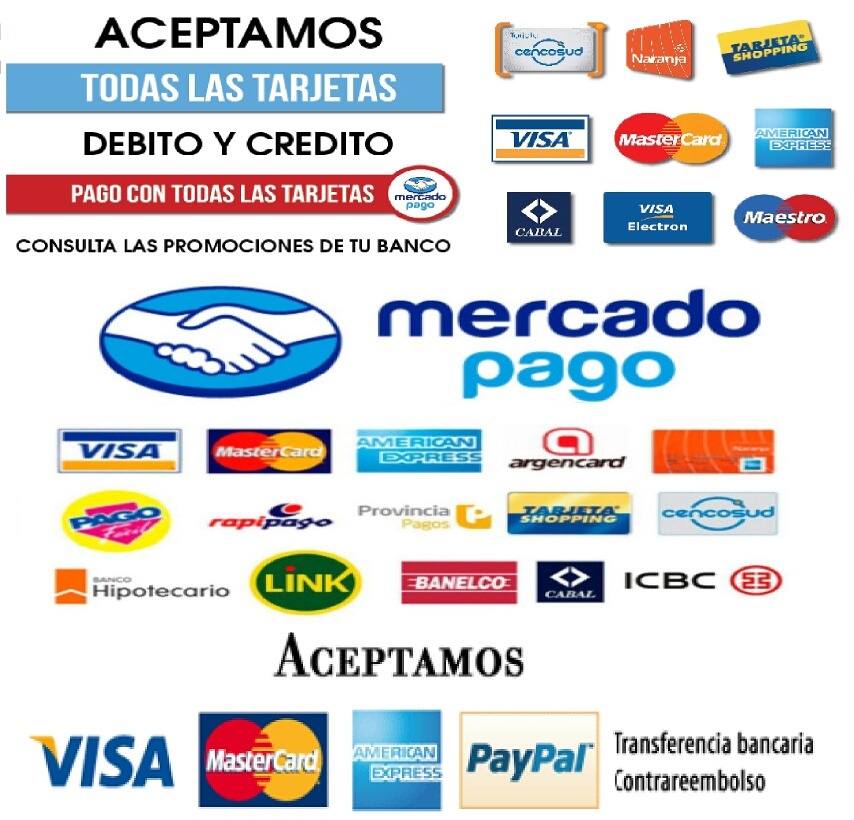 ACEPTAMOS
TODAS LAS TARJETAS
DEBITO Y CREDITO
PAGO CON TODAS LAS TARJETAS
mercado
pago
CONSULTA LAS PROMOCIONES DE TU BANCO
Tarjeta
cencosud
Naranja
TARJETA
SHOPPING
VISA
MasterCard
AMERICAN
EXPRESS
CABAL
VISA
Electron
Maestro
mercado
pago
VISA
MasterCard
AMERICAN
EXPRESS
argencard
Naranja
PAGO
Fácil
rapipago
Provincia
Pagos
TARJETA
SHOPPING
cencosud
BANCO
Hipotecario
LINK
BANELCO
CABAL
ICBC
ACEPTAMOS
VISA
MasterCard
AMERICAN
EXPRESS
PayPal
Transferencia bancaria
Contrareembolso